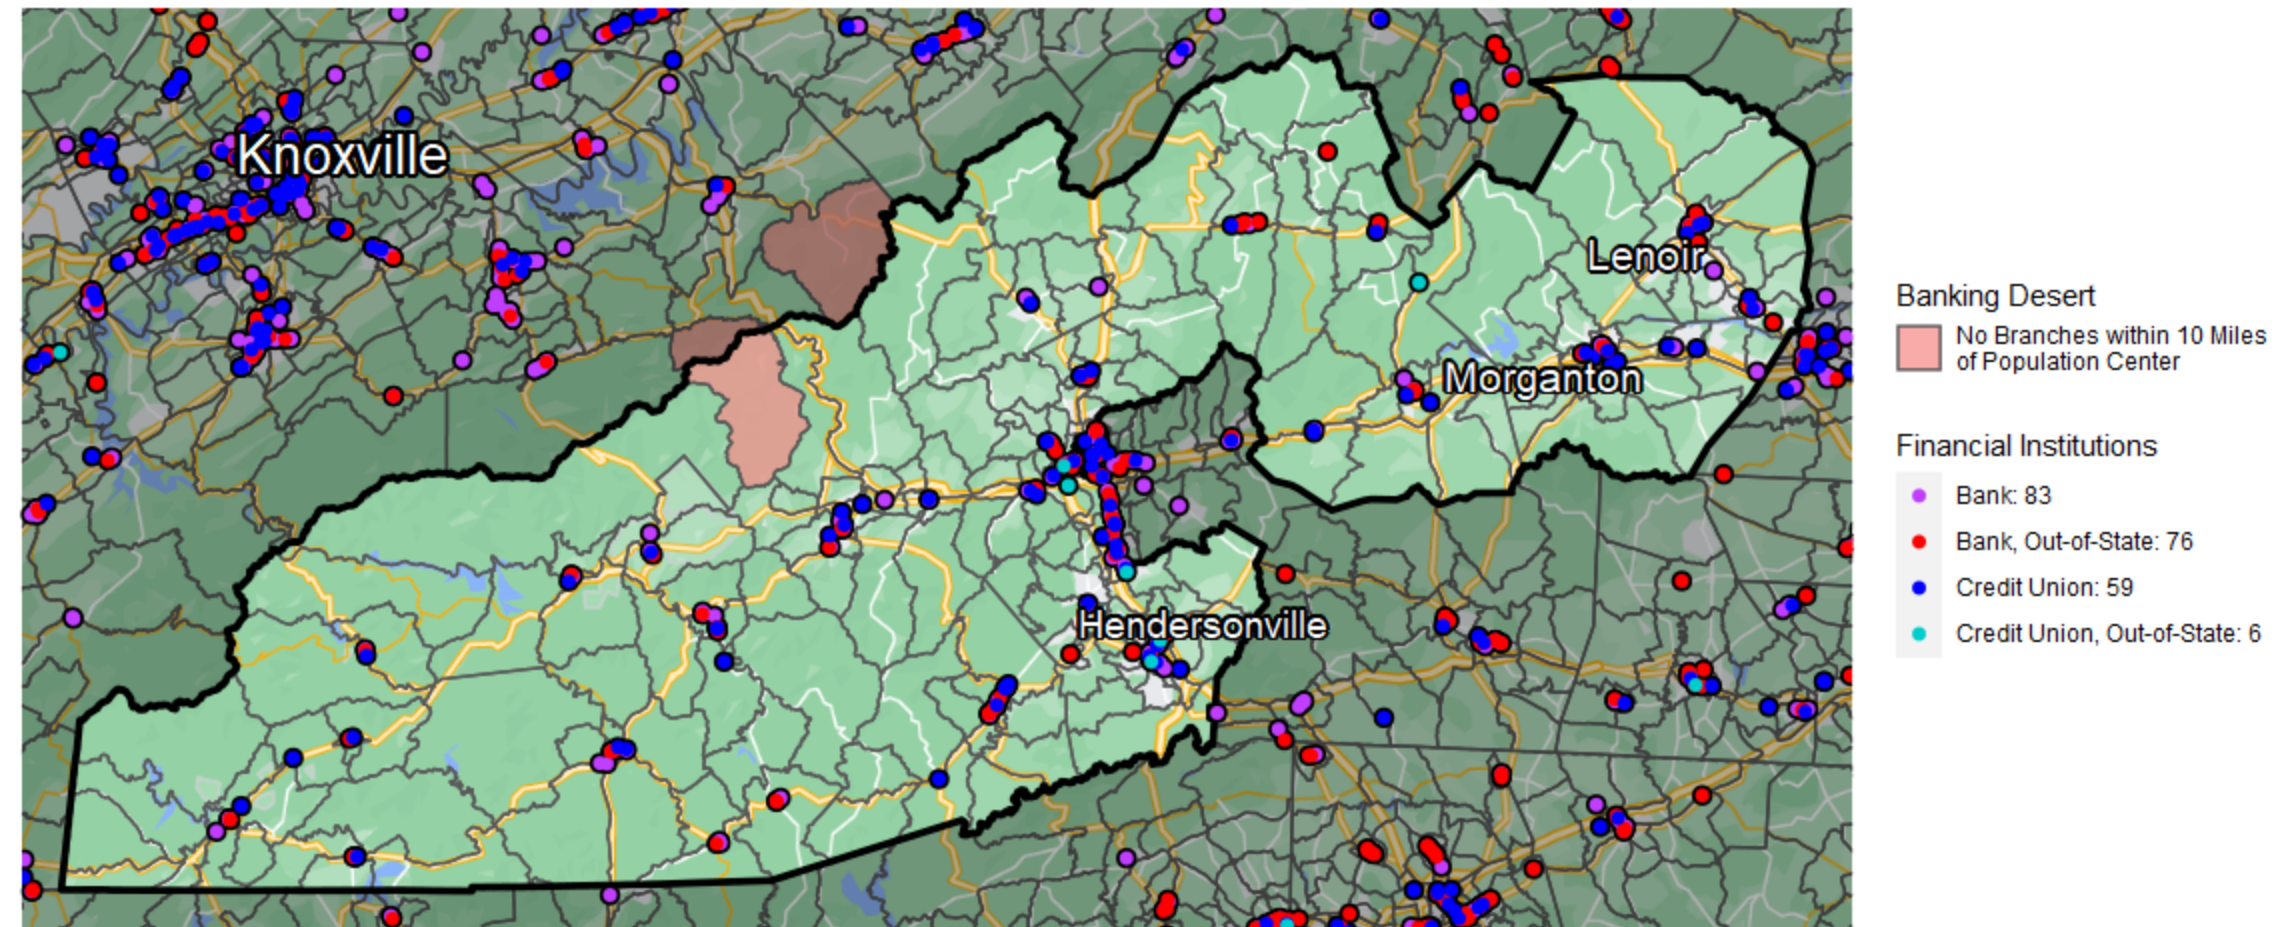 Knoxville
Lenoir
Morganton
Hendersonville
Banking Desert
No Branches within 10 Miles
of Population Center
Financial Institutions
Bank: 83
Bank, Out-of-State: 76
Credit Union: 59
Credit Union, Out-of-State: 6